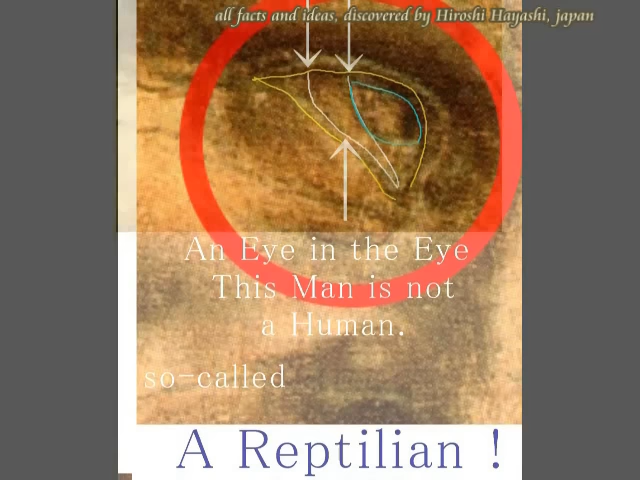 all facts and ideas, discovered by Hiroshi Hayashi, japan
An Eye in the Eye
This Man is not
a Human.
so-called
A Reptilian !